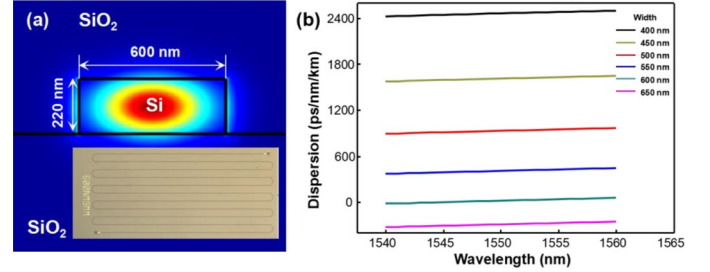 (a)
SiO₂
600 nm
220 nm
Si
SiO₂
(b)
Dispersion (ps/nm/km)
2400
1800
1200
600
0
Width
400 nm
450 nm
500 nm
550 nm
600 nm
650 nm
1540 1545 1550 1555 1560 1565
Wavelength (nm)